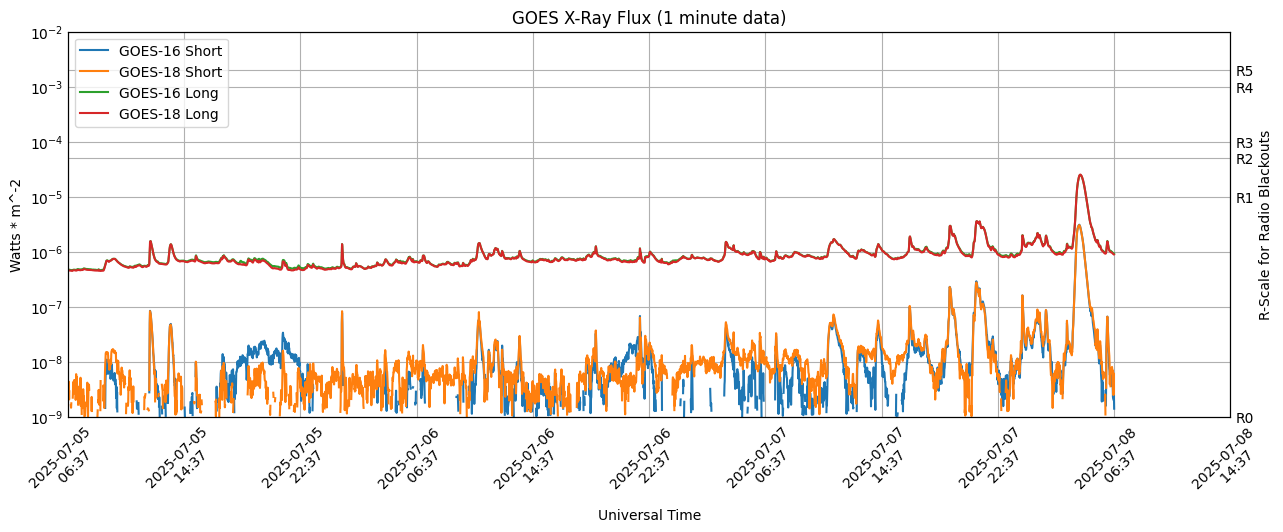 GOES X-Ray Flux (1 minute data)
GOES-16 Short
GOES-18 Short
GOES-16 Long
GOES-18 Long
10⁻²
10⁻³
10⁻⁴
10⁻⁵
10⁻⁶
10⁻⁷
10⁻⁸
10⁻⁹
Watts * m^-2
R5
R4
R3
R2
R1
R0
R-Scale for Radio Blackouts
2025-07-05
06:37
2025-07-05
14:37
2025-07-05
22:37
2025-07-06
06:37
2025-07-06
14:37
2025-07-06
22:37
2025-07-07
06:37
2025-07-07
14:37
2025-07-07
22:37
2025-07-08
06:37
2025-07-08
14:37
Universal Time